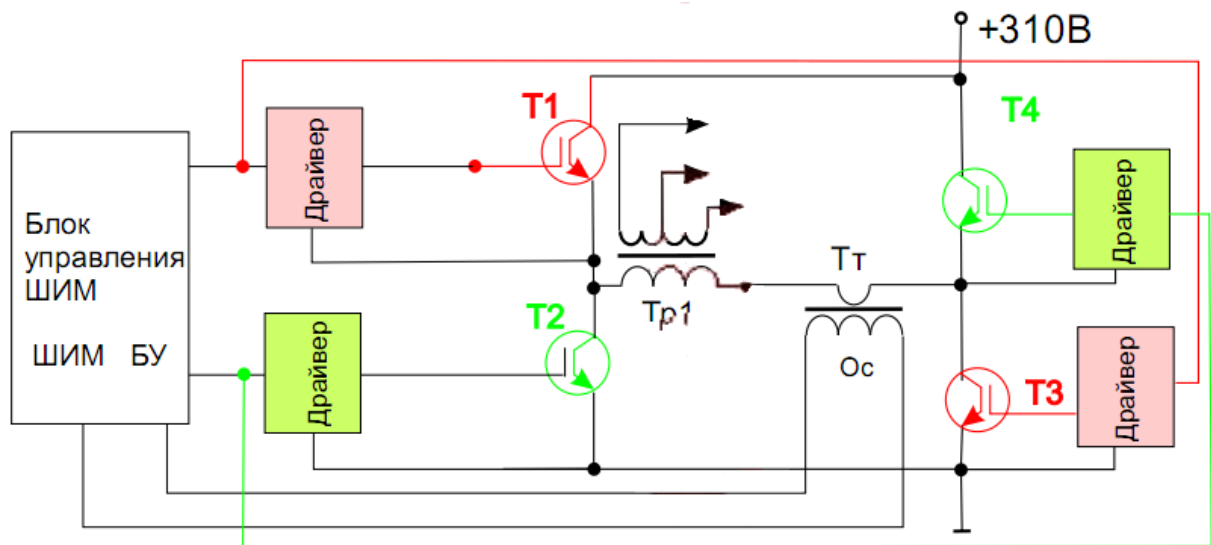 +310В
T1
T4
Драйвер
Драйвер
Блок
управления
ШИМ
Тт
Тр1
T2
ШИМ БУ
Драйвер
Ос
T3
Драйвер